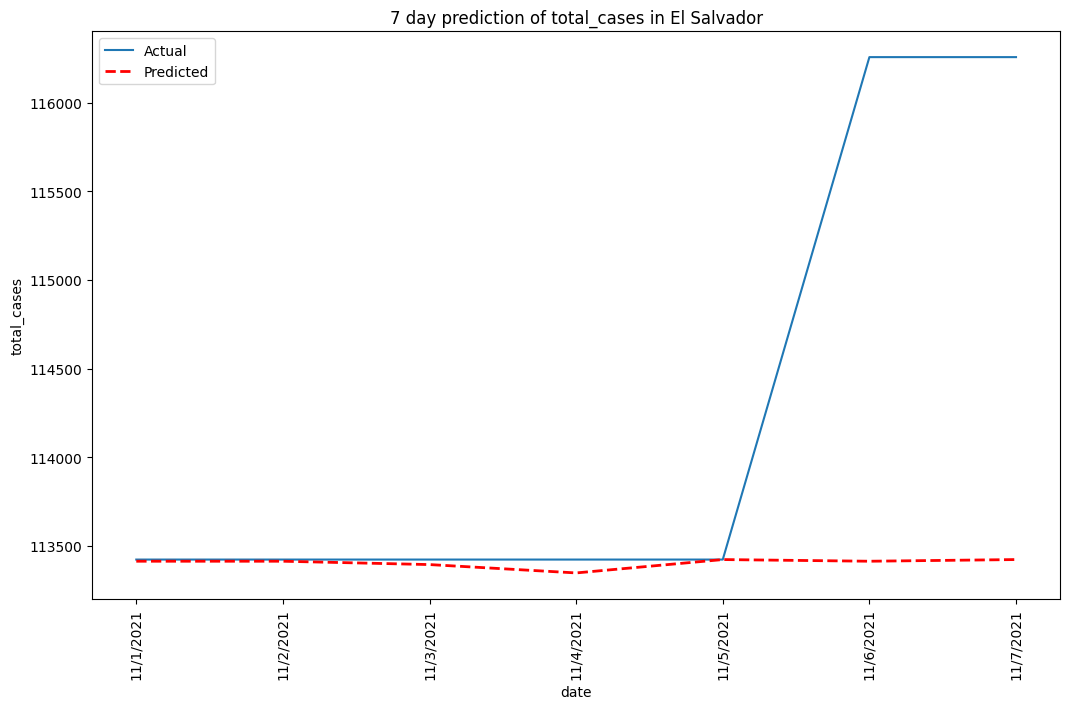 7 day prediction of total_cases in El Salvador
Actual
Predicted
116000
115500
115000
114500
114000
113500
total_cases
11/1/2021
11/2/2021
11/3/2021
11/4/2021
11/5/2021
11/6/2021
11/7/2021
date